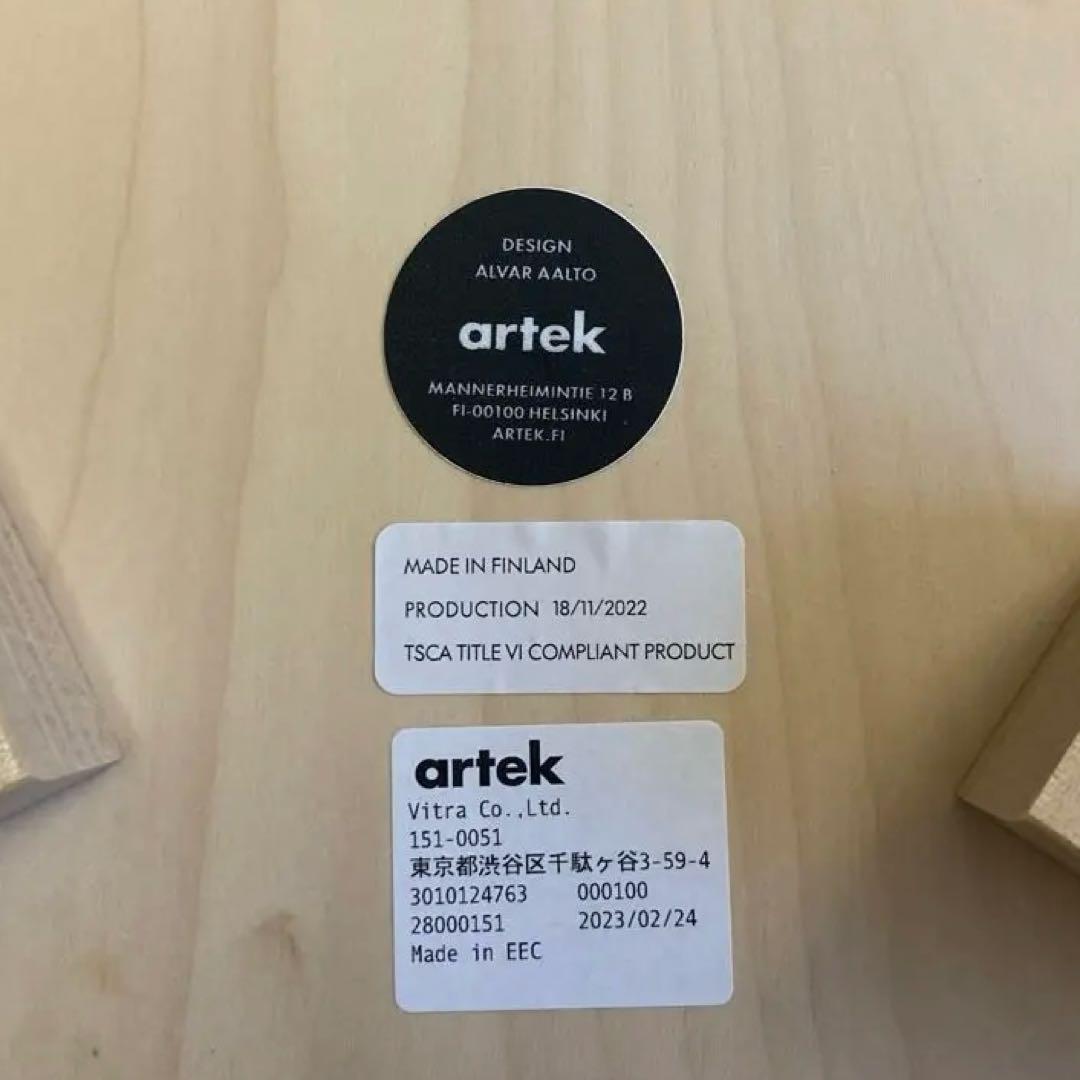 DESIGN
ALVAR AALTO
artek
MANNERHEIMINTIE 12 B
FI-00100 HELSINKI
ARTEK.FI
MADE IN FINLAND
PRODUCTION 18/11/2022
TSCA TITLE VI COMPLIANT PRODUCT
artek
Vitra Co.,Ltd.
151-0051
東京都渋谷区千駄ヶ谷3-59-4
3010124763 000100
28000151 2023/02/24
Made in EEC